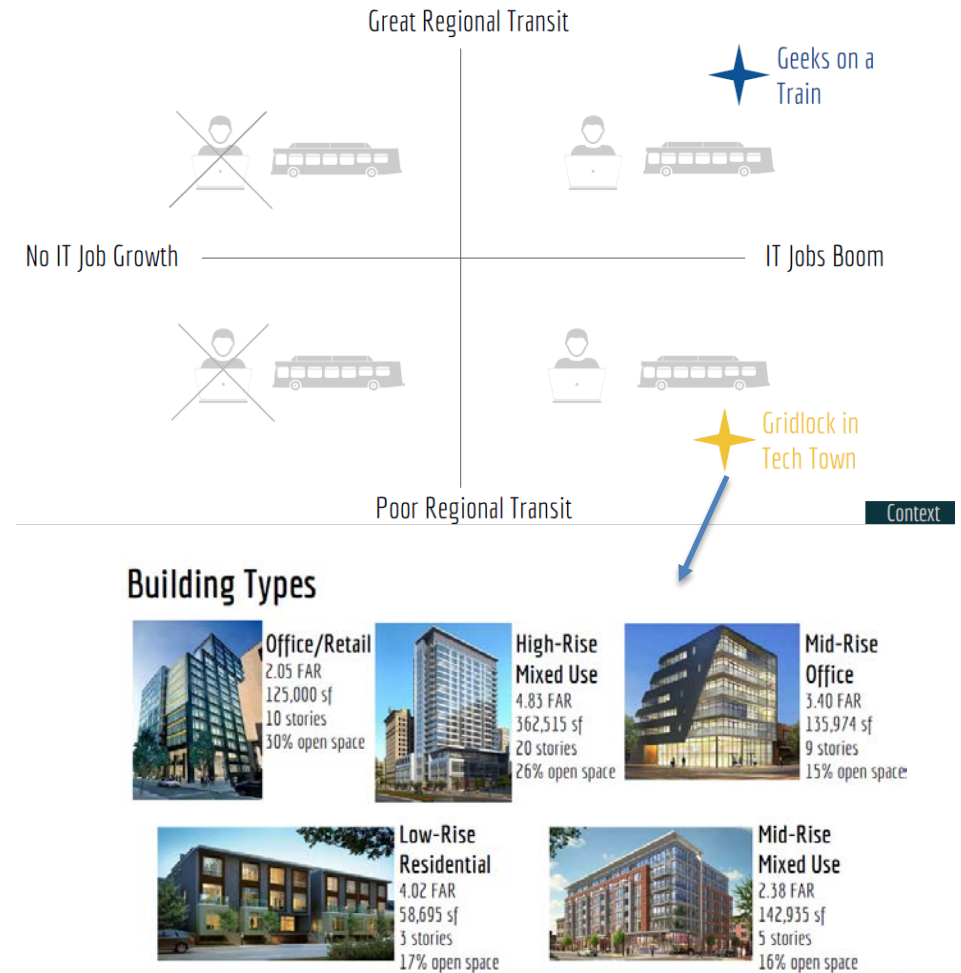 Great Regional Transit
Geeks on a
Train
No IT Job Growth
IT Jobs Boom
Gridlock in
Tech Town
Poor Regional Transit
Context
Building Types
Office/Retail
2.05 FAR
125,000 sf
10 stories
30% open space
High-Rise
Mixed Use
4.83 FAR
362,515 sf
20 stories
26% open space
Mid-Rise
Office
3.40 FAR
135,974 sf
9 stories
15% open space
Low-Rise
Residential
4.02 FAR
58,695 sf
3 stories
17% open space
Mid-Rise
Mixed Use
2.38 FAR
142,935 sf
5 stories
16% open space